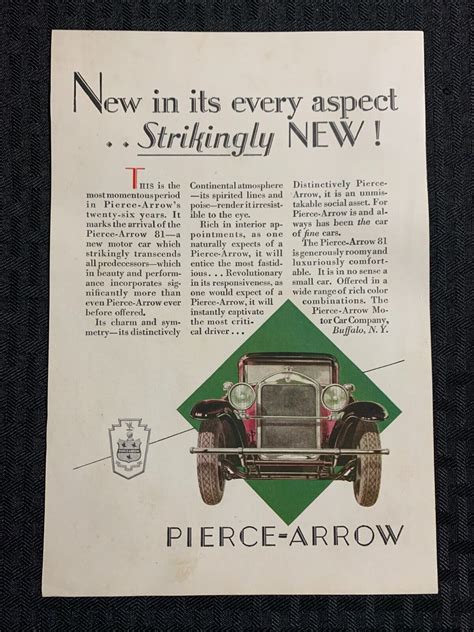 New in its every aspect
. . Strikingly NEW !
THIS is the
most momentous period
in Pierce-Arrow's
twenty-six years. It
marks the arrival of the
Pierce-Arrow 81—a
new motor car which
strikingly transcends
all predecessors—which
in beauty and perform-
ance incorporates sig-
nificantly more than
even Pierce-Arrow ever
before offered.
Its charm and sym-
metry—its distinctively
Continental atmosphere
—its spirited lines and
poise—render it irresist-
ible to the eye.
Rich in interior ap-
pointments, as one
naturally expects of a
Pierce-Arrow, it will
entice the most fastid-
ious . . . Revolutionary
in its responsiveness, as
one would expect of a
Pierce-Arrow, it will
instantly captivate
the most criti-
cal driver . . .
Distinctively Pierce-
Arrow, it is an unmis-
takable social asset. For
Pierce-Arrow is and
always has been the car
of fine cars.
The Pierce-Arrow 81
is generously roomy and
luxuriously comfort-
able. It is in no sense a
small car. Offered in a
wide range of rich color
combinations. The
Pierce-Arrow Mo-
tor Car Company,
Buffalo, N. Y.
PIERCE-ARROW